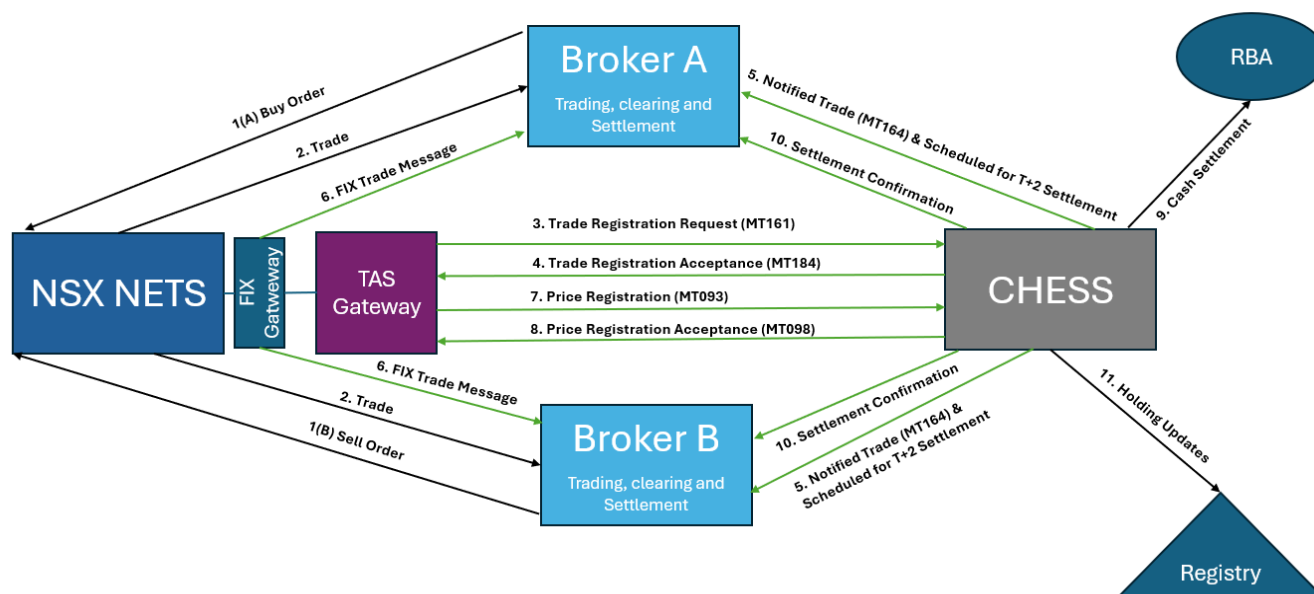 Broker A
Trading, clearing and
Settlement
RBA
1(A) Buy Order
2. Trade
6. FIX Trade Message
5. Notified Trade (MT164) & Scheduled for T+2 Settlement
10. Settlement Confirmation
9. Cash Settlement
NSX NETS
FIX
Gatweway
TAS
Gateway
3. Trade Registration Request (MT161)
4. Trade Registration Acceptance (MT184)
7. Price Registration (MT093)
8. Price Registration Acceptance (MT098)
CHESS
6. FIX Trade Message
2. Trade
1(B) Sell Order
Broker B
Trading, clearing and
Settlement
10. Settlement Confirmation
5. Notified Trade (MT164) &
Scheduled for T+2 Settlement
11. Holding Updates
Registry